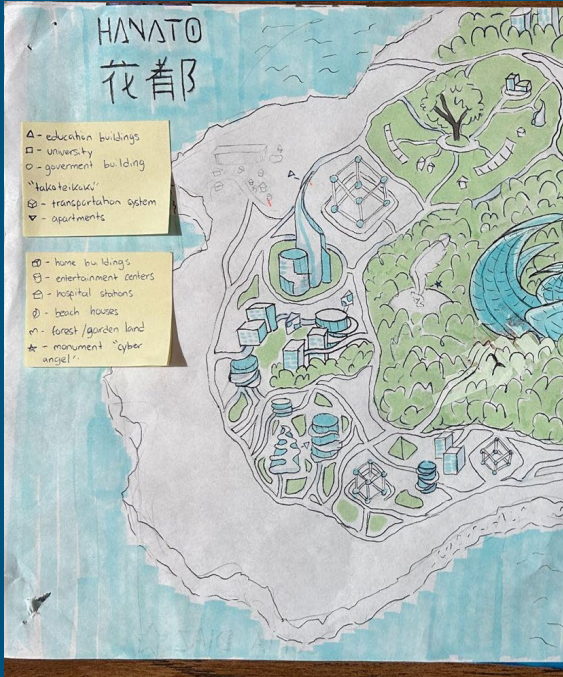 HANATO
花都
△ - education buildings
□ - university
○ - goverment building
"takoteikoku"
- transportation system
▽ - apartments
- home buildings
- entertainment centers
- hospital stations
- beach houses
- forest/garden land
★ - monument "cyber
angel".